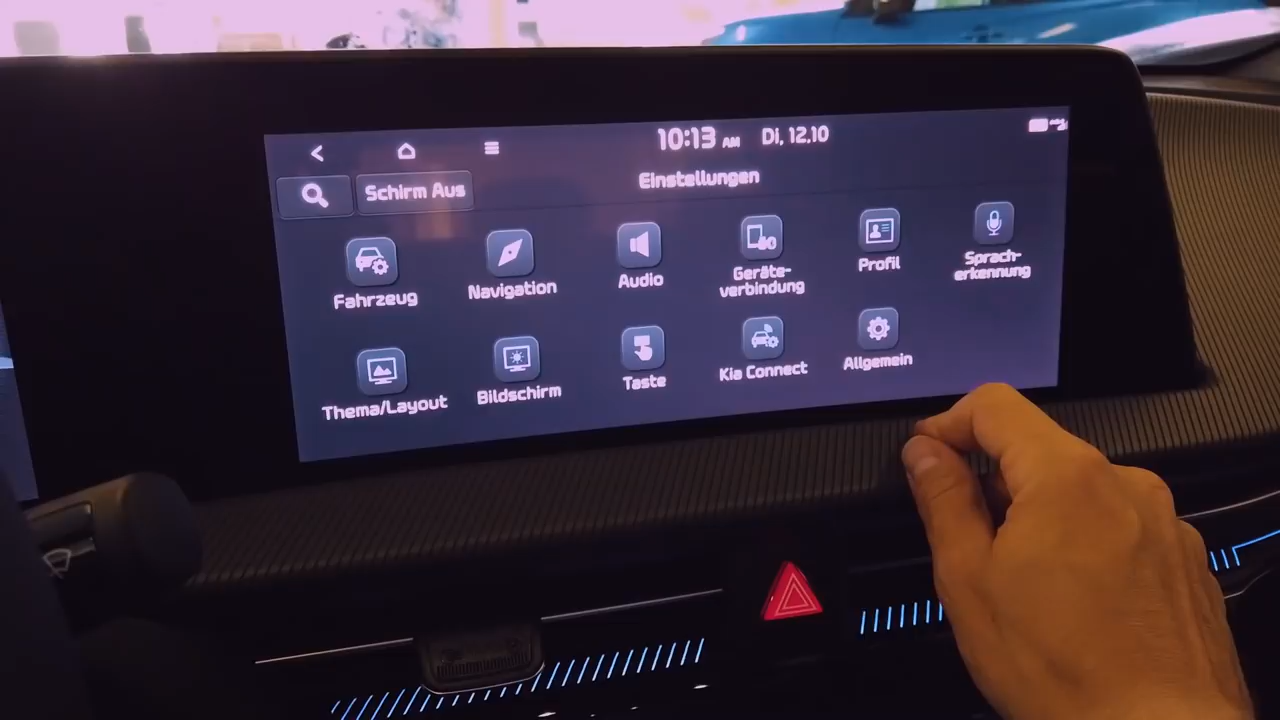 10:13 AM Di, 12.10
Schirm Aus
Einstellungen
Fahrzeug
Navigation
Audio
Geräte-
verbindung
Profil
Sprach-
erkennung
Thema/Layout
Bildschirm
Taste
Kia Connect
Allgemein